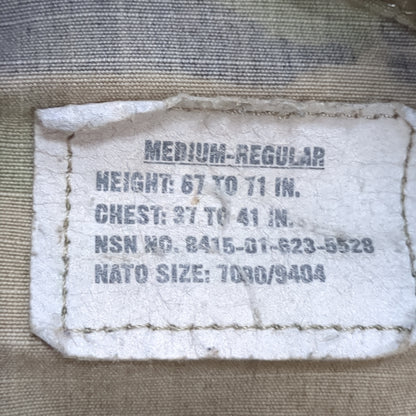 MEDIUM-REGULAR
HEIGHT: 67 TO 71 IN.
CHEST: 37 TO 41 IN.
NSN NO. 8415-01-623-5528
NATO SIZE: 7080/9404